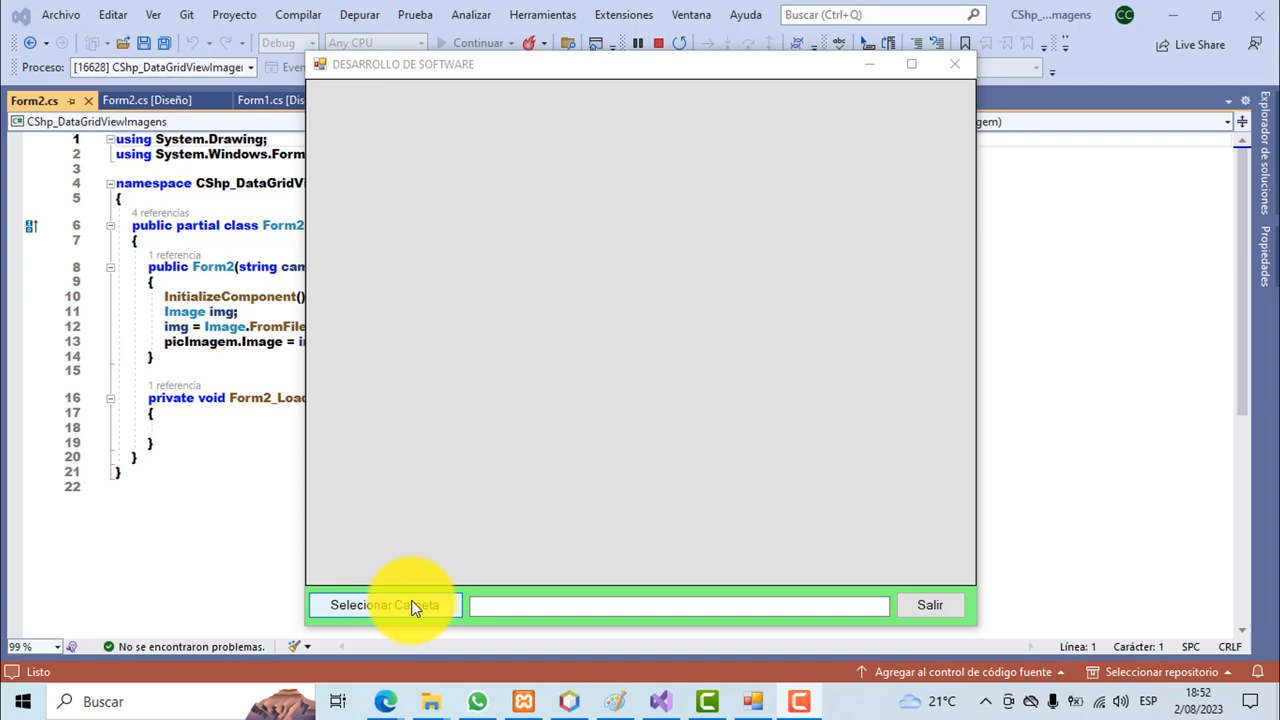 Archivo Editar Ver Git Proyecto Compilar Depurar Prueba Analizar Herramientas Extensiones Ventana Ayuda Buscar (Ctrl+Q) CShp_...magens CC
Debug Any CPU Continuar Live Share
Proceso: [16628] CShp_DataGridViewImager
DESARROLLO DE SOFTWARE
Form2.cs Form2.cs [Diseño] Form1.cs [Dis
CShp_DataGridViewImagens
1 using System.Drawing;
2 using System.Windows.Form
3
4 namespace CShp_DataGridVi
5 {
4 referencias
6 public partial class Form2
7 {
1 referencia
8 public Form2(string cam
9 {
10 InitializeComponent()
11 Image img;
12 img = Image.FromFile
13 picImagem.Image = i
14 }
15
1 referencia
16 private void Form2_Loa
17 {
18
19 }
20 }
21 }
22
Explorador de soluciones
Propiedades
Selecionar Carpeta Salir
99 % No se encontraron problemas. Línea: 1 Carácter: 1 SPC CRLF
Listo Agregar al control de código fuente Seleccionar repositorio
Buscar 21°C ESP 18:52
2/08/2023